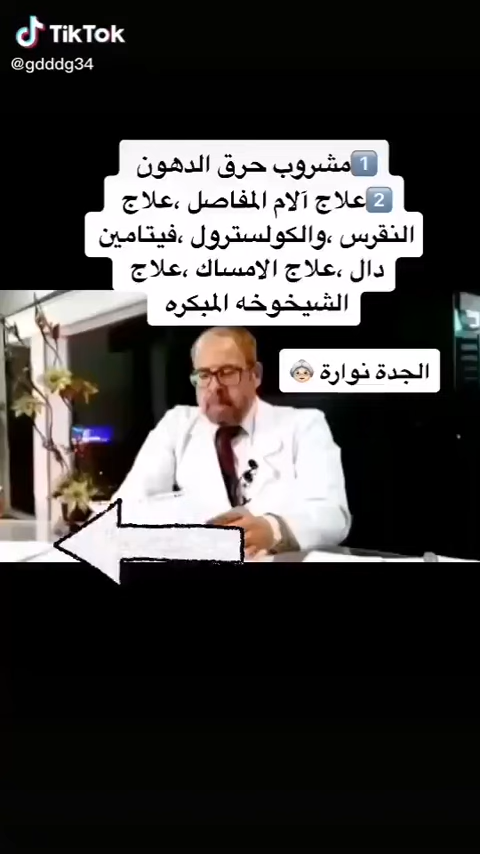 TikTok
@gdddg34
1️⃣مشروب حرق الدهون
2️⃣علاج آلام المفاصل ،علاج
النقرس ،والكولسترول ،فيتامين
دال ،علاج الامساك ،علاج
الشيخوخه المبكره
الجدة نوارة 👵🏻